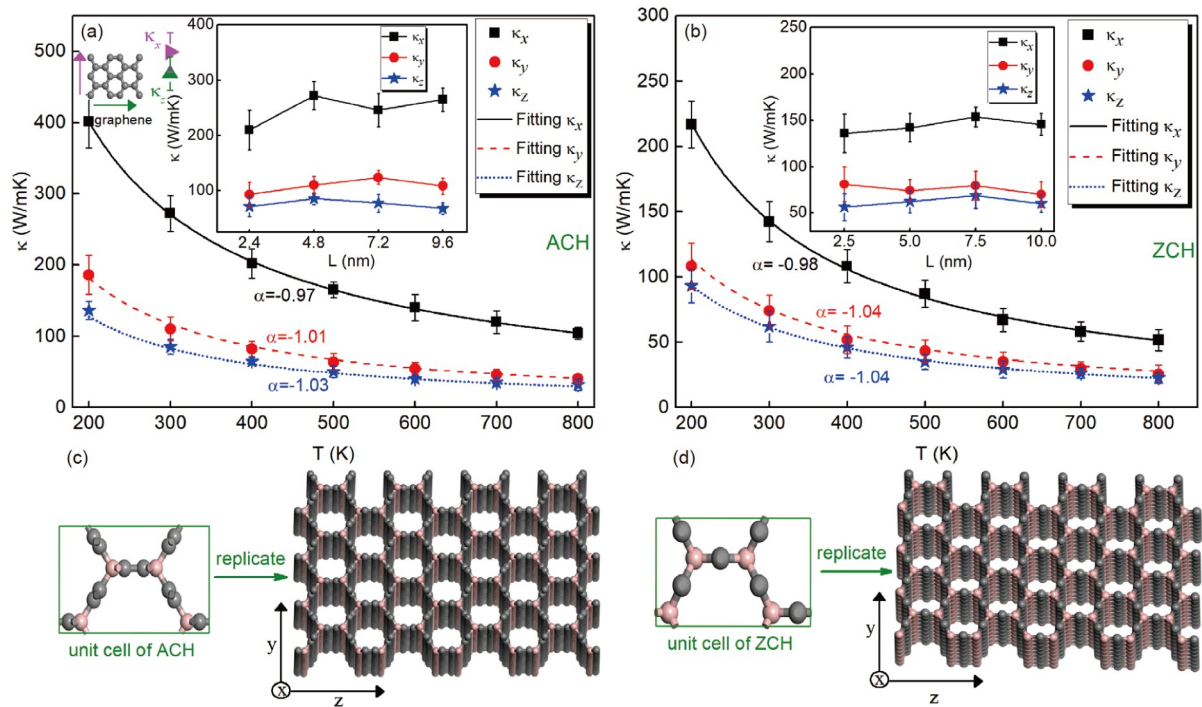 (a)
κx
κz
graphene
500
400
300
200
100
0
κ (W/mK)
200 300 400 500 600 700 800
T (K)
400
300
200
100
κ (W/mK)
2.4 4.8 7.2 9.6
L (nm)
κx
κy
κz
κx
κy
κz
Fitting κx
Fitting κy
Fitting κz
ACH
α=-0.97
α=-1.01
α=-1.03
(b)
300
250
200
150
100
50
0
κ (W/mK)
200 300 400 500 600 700 800
T (K)
250
200
150
100
50
κ (W/mK)
2.5 5.0 7.5 10.0
L (nm)
κx
κy
κz
κx
κy
κz
Fitting κx
Fitting κy
Fitting κz
ZCH
α= -0.98
α= -1.04
α= -1.04
(c)
unit cell of ACH
replicate
y
x
z
(d)
unit cell of ZCH
replicate
y
x
z